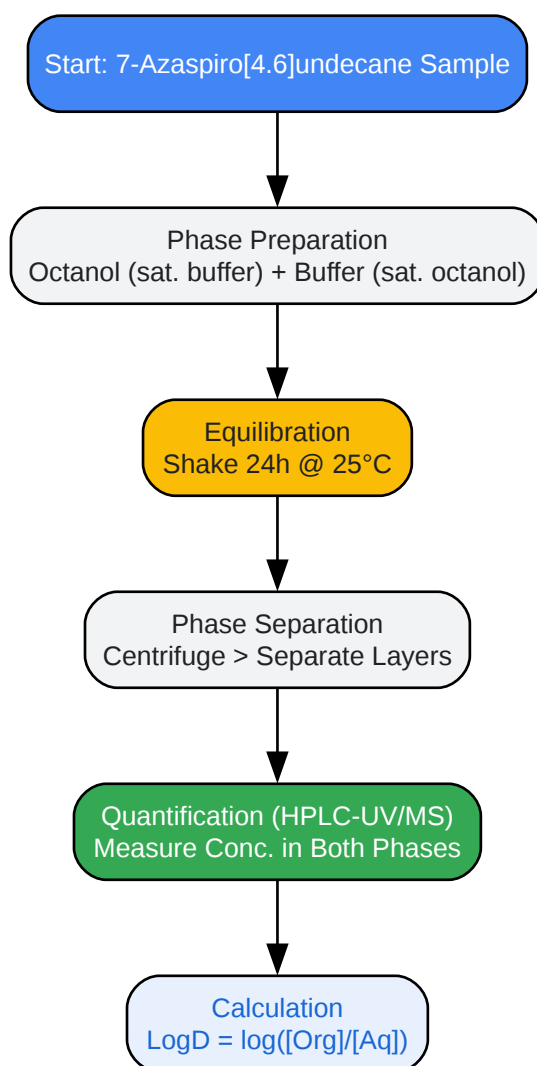 Start: 7-Azaspiro[4.6]undecane Sample
Phase Preparation
Octanol (sat. buffer) + Buffer (sat. octanol)
Equilibration
Shake 24h @ 25°C
Phase Separation
Centrifuge > Separate Layers
Quantification (HPLC-UV/MS)
Measure Conc. in Both Phases
Calculation
LogD = log([Org]/[Aq])